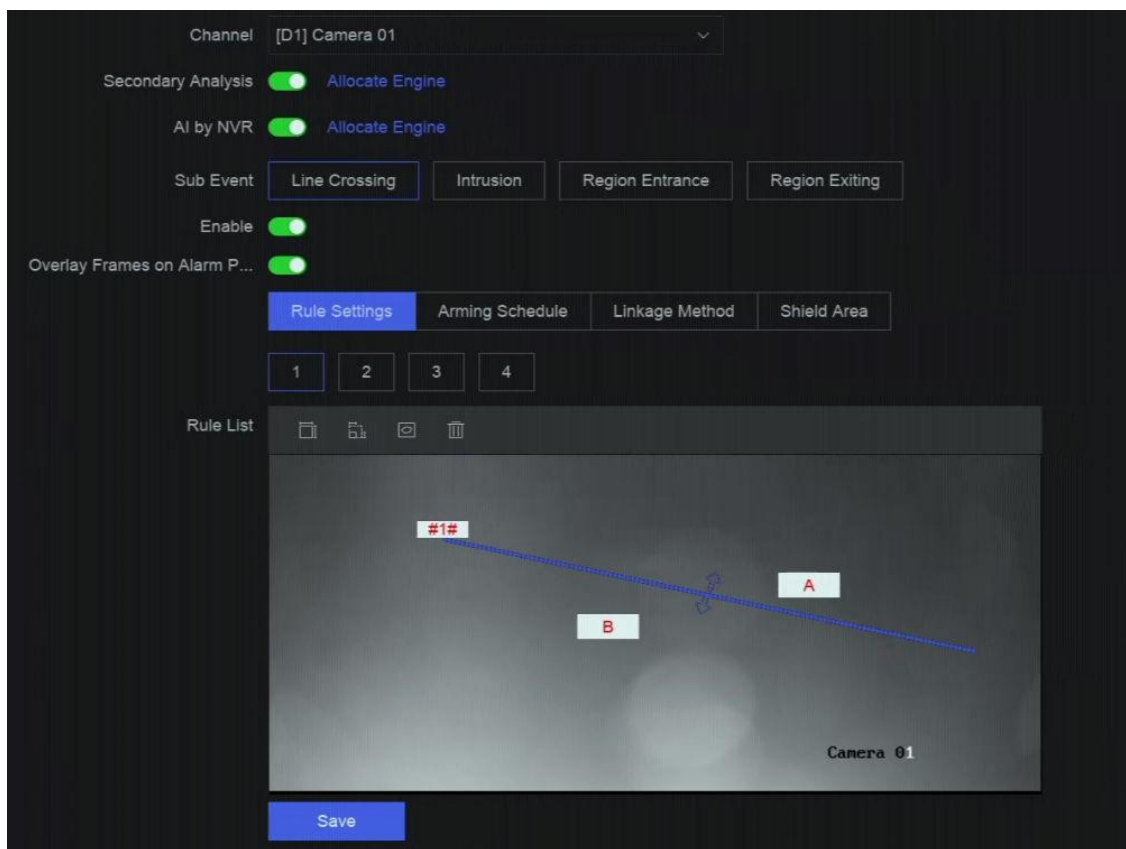 Channel [D1] Camera 01
Secondary Analysis Allocate Engine
AI by NVR Allocate Engine
Sub Event Line Crossing Intrusion Region Entrance Region Exiting
Enable
Overlay Frames on Alarm P...
Rule Settings Arming Schedule Linkage Method Shield Area
1 2 3 4
Rule List
#1#
A
B
Camera 01
Save